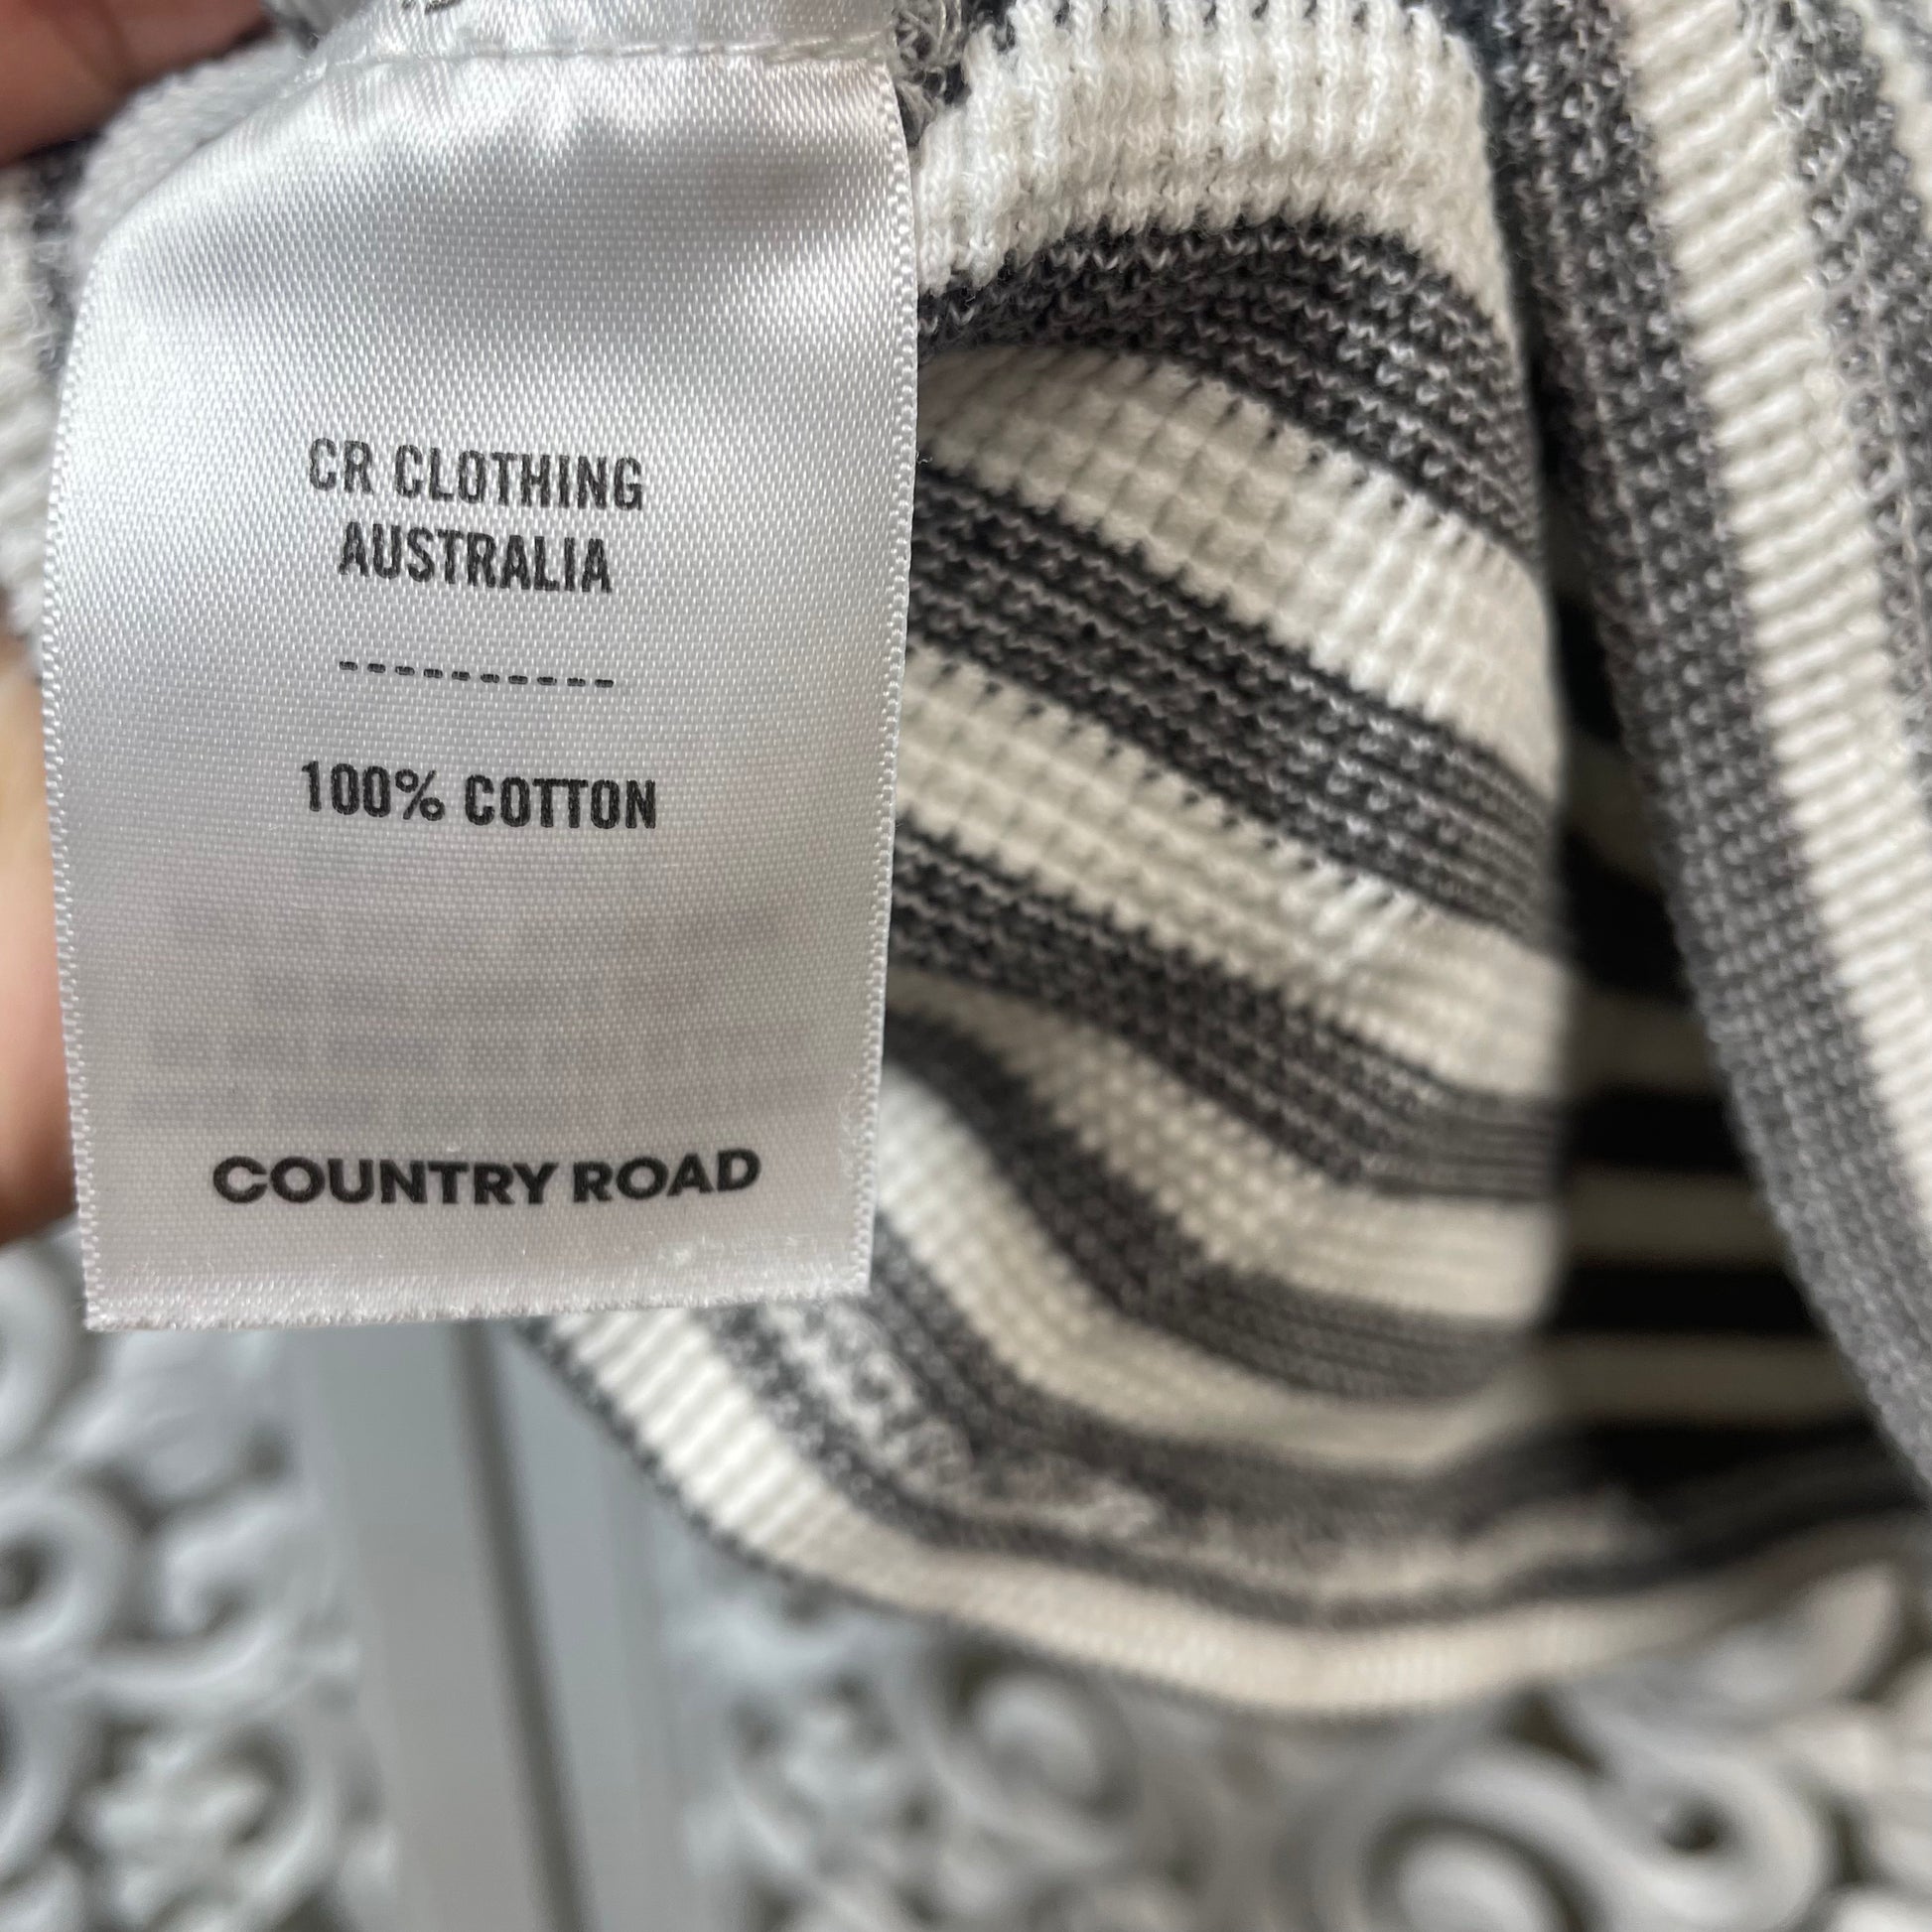 CR CLOTHING
AUSTRALIA
----------
100% COTTON
COUNTRY ROAD